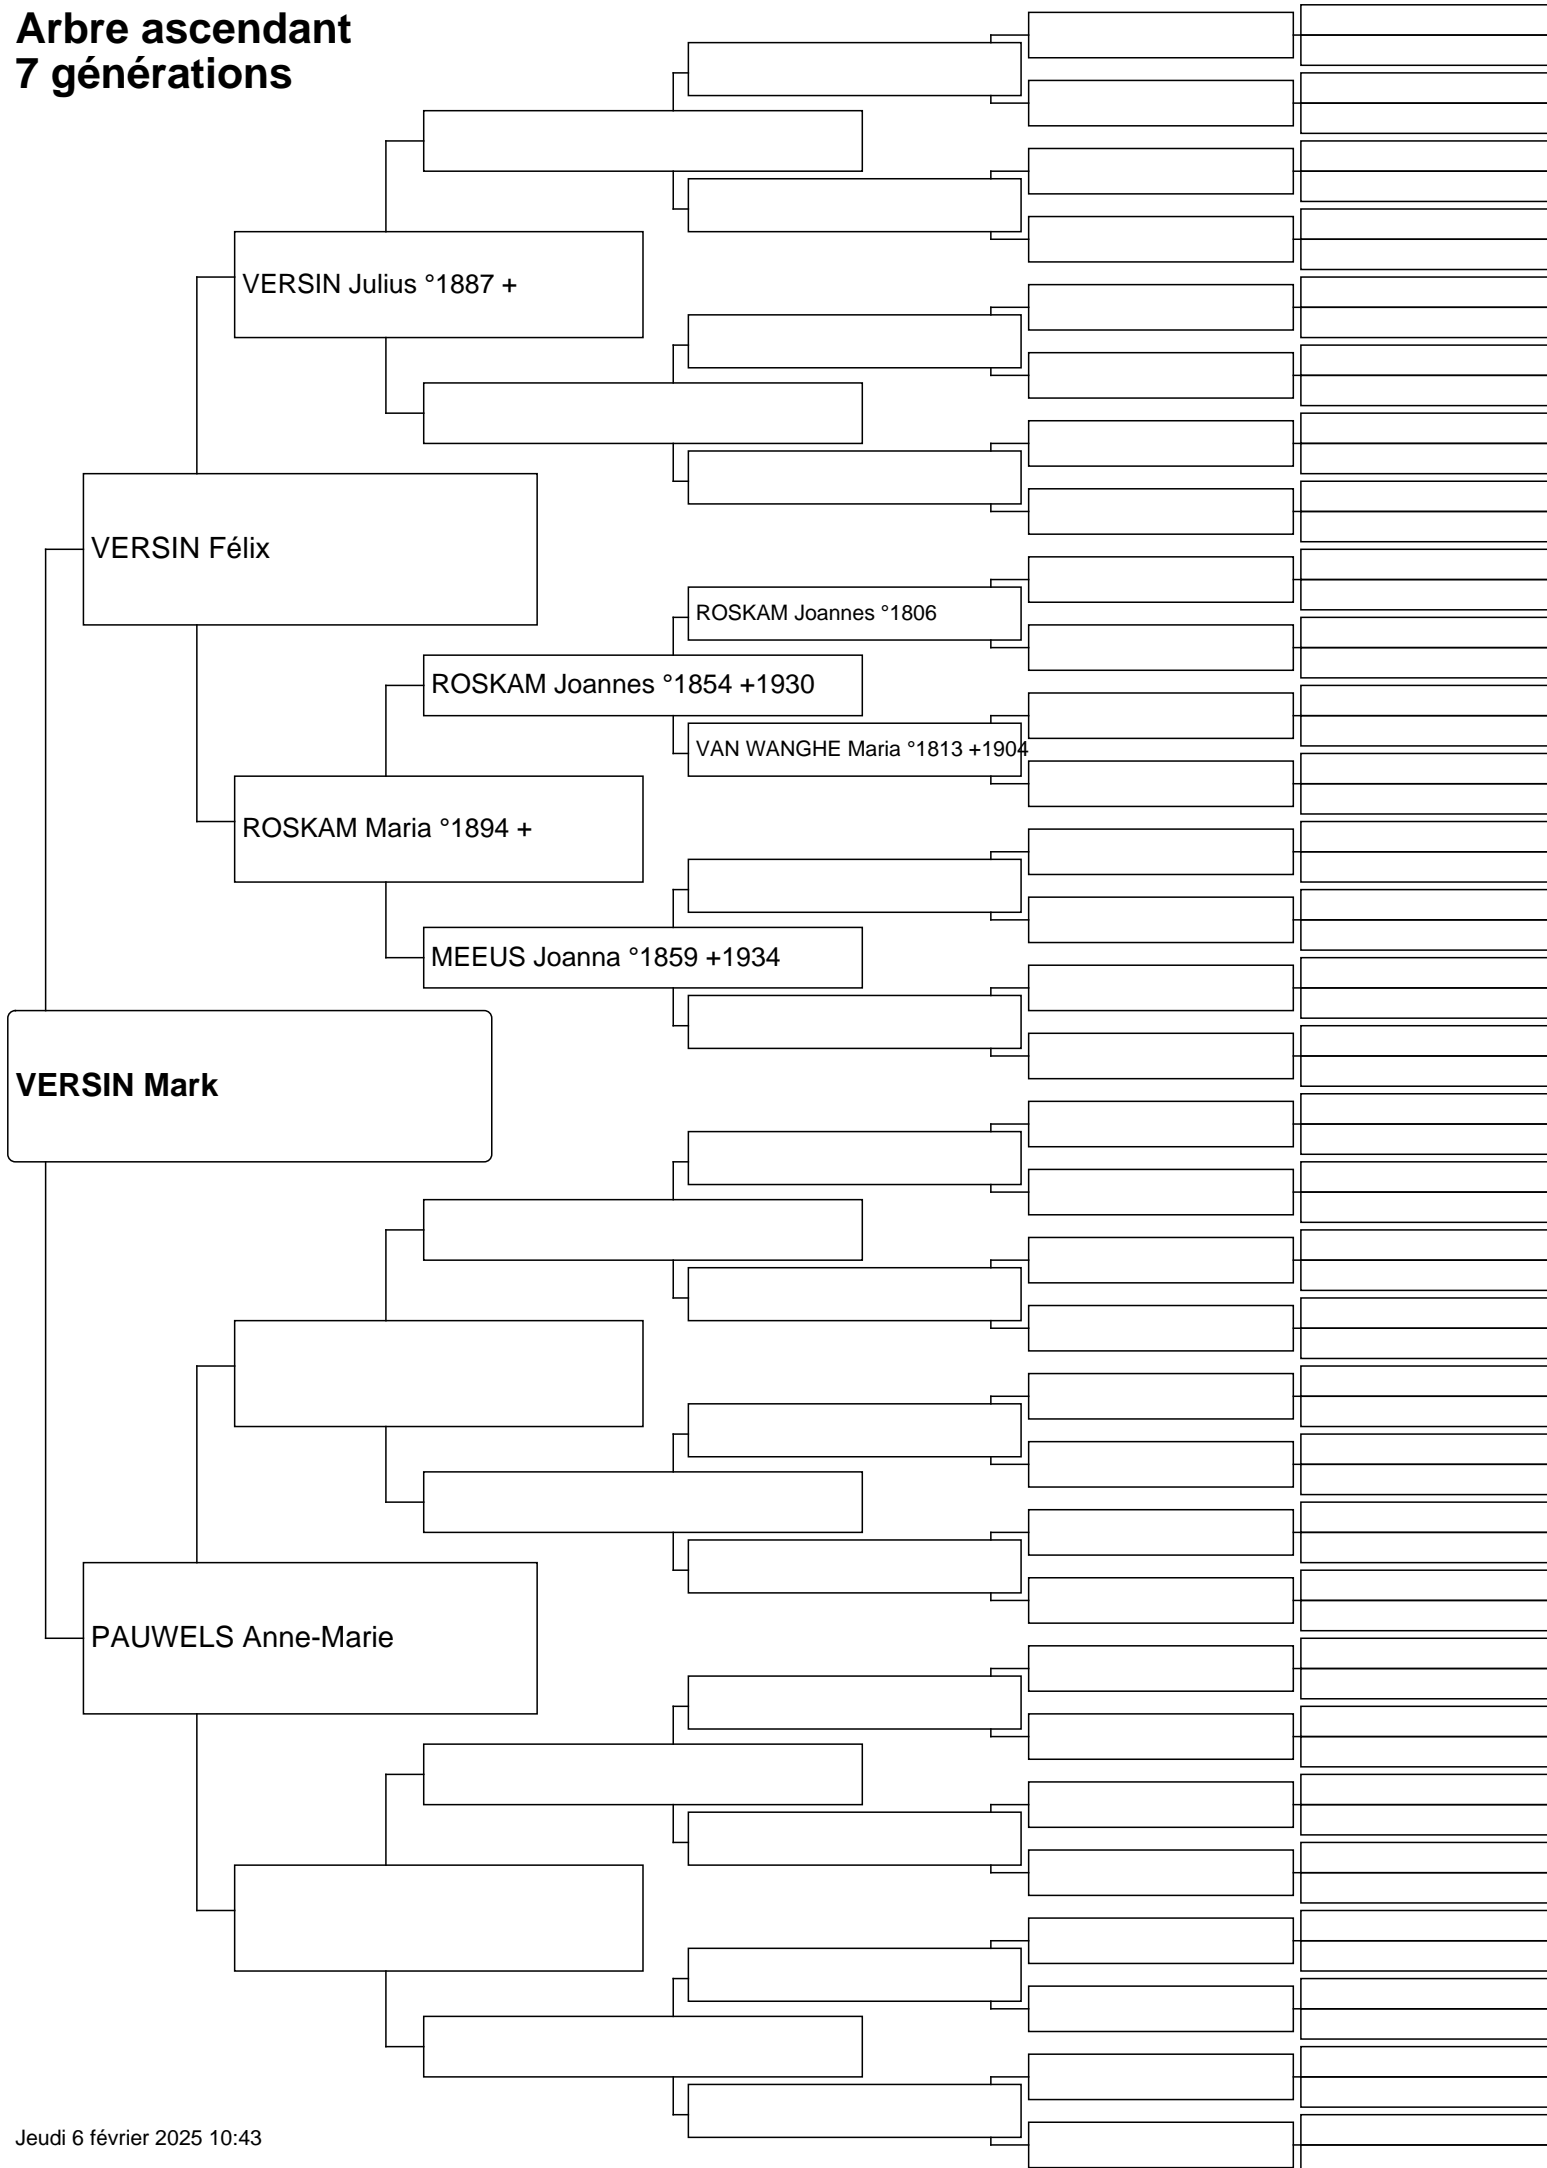 Arbre ascendant
7 générations
VERSIN Julius °1887 +
VERSIN Félix
ROSKAM Joannes °1806
ROSKAM Joannes °1854 +1930
VAN WANGHE Maria °1813 +1904
ROSKAM Maria °1894 +
MEEUS Joanna °1859 +1934
VERSIN Mark
PAUWELS Anne-Marie
Jeudi 6 février 2025 10:43